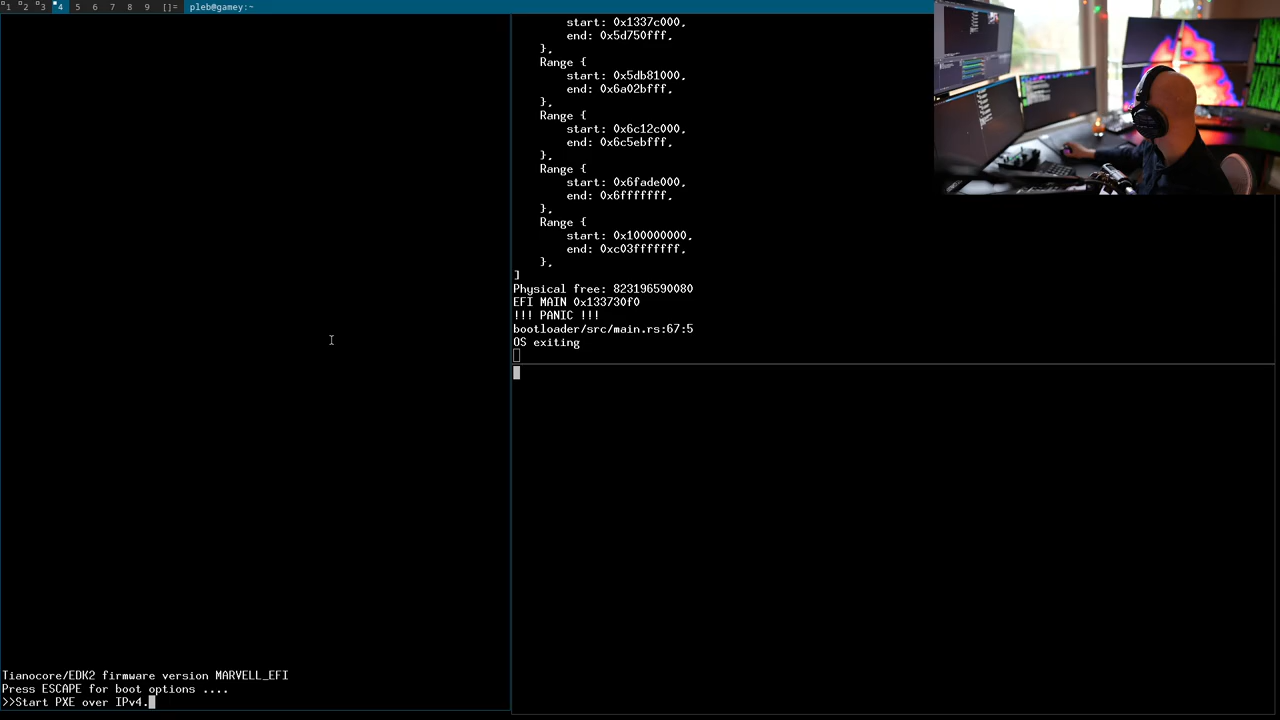 1 2 3 4 5 6 7 8 9 []= pleb@gamey:~
start: 0x1337c000,
end: 0x5d750fff,
},
Range {
start: 0x5db81000,
end: 0x6a02bfff,
},
Range {
start: 0x6c12c000,
end: 0x6c5ebfff,
},
Range {
start: 0x6fade000,
end: 0x6fffffff,
},
Range {
start: 0x100000000,
end: 0xc03fffffff,
},
]
Physical free: 823196590080
EFI MAIN 0x133730f0
!!! PANIC !!!
bootloader/src/main.rs:67:5
OS exiting
Tianocore/EDK2 firmware version MARVELL_EFI
Press ESCAPE for boot options ....
>>Start PXE over IPv4.